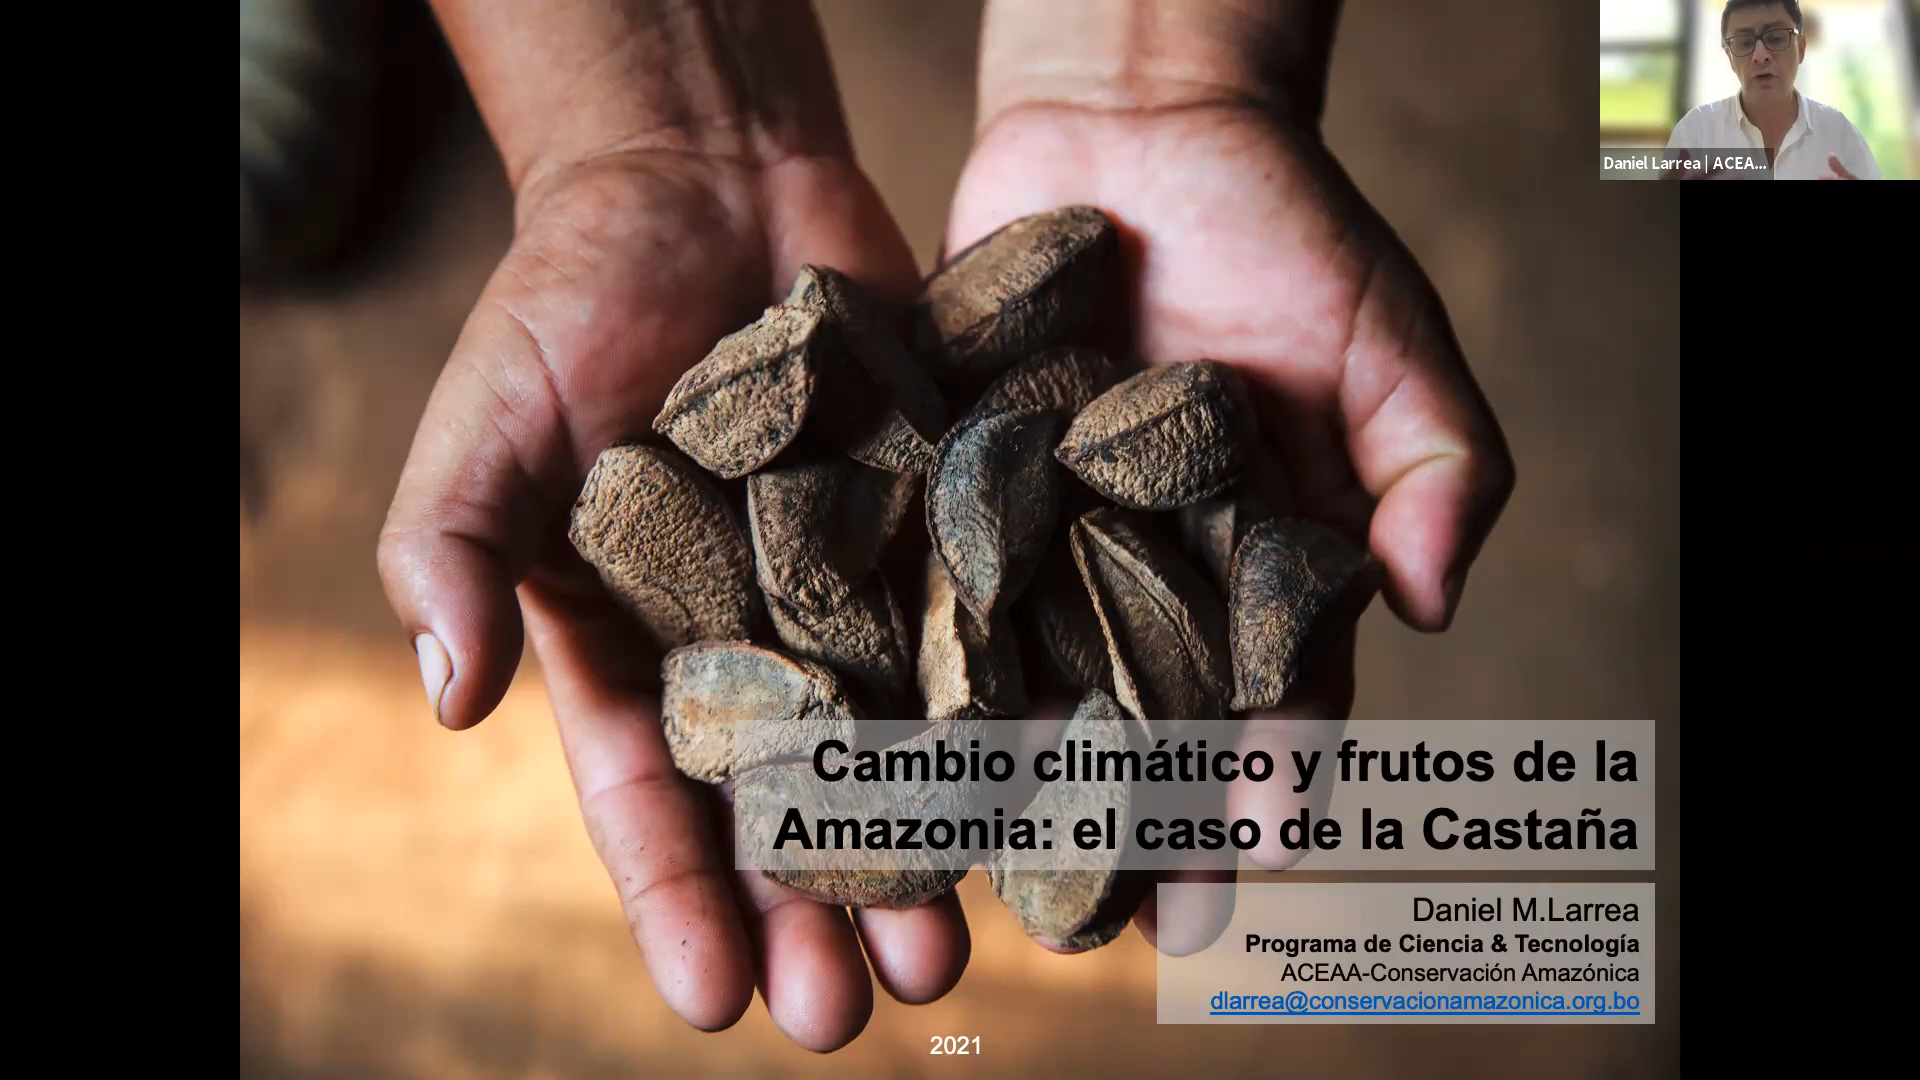 Daniel Larrea | ACEA...
Cambio climático y frutos de la
Amazonia: el caso de la Castaña
Daniel M.Larrea
Programa de Ciencia & Tecnología
ACEAA-Conservación Amazónica
dlarrea@conservacionamazonica.org.bo
2021